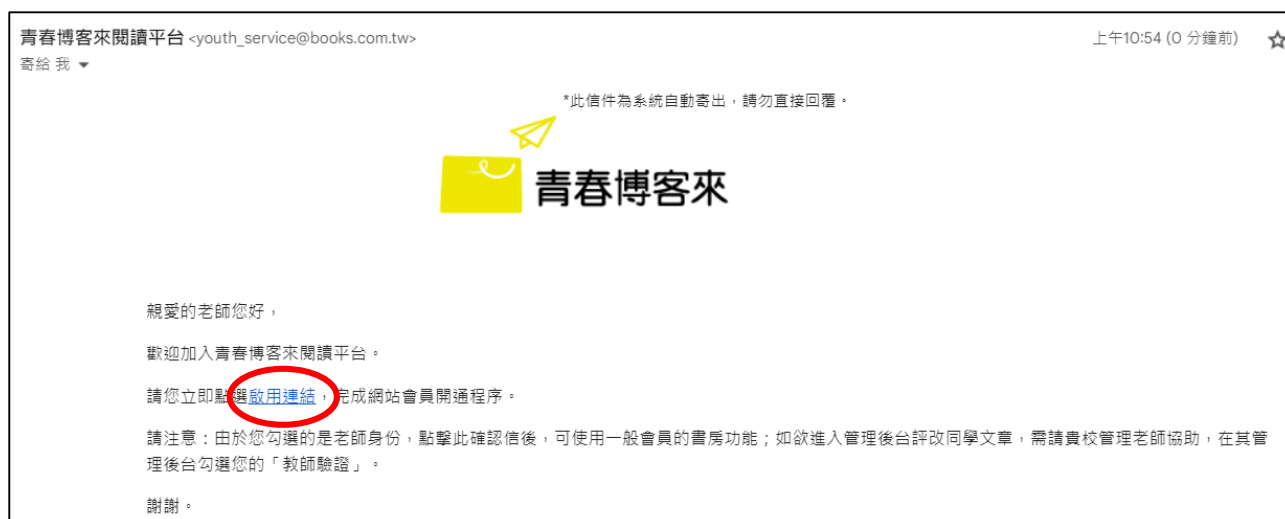 青春博客來閱讀平台 <youth_service@books.com.tw>
上午10:54 (0 分鐘前)
寄給 我
*此信件為系統自動寄出，請勿直接回覆。
青春博客來
親愛的老師您好，
歡迎加入青春博客來閱讀平台。
請您立即點選啟用連結，完成網站會員開通程序。
請注意：由於您勾選的是老師身份，點擊此確認信後，可使用一般會員的書房功能；如欲進入管理後台評改同學文章，需請貴校管理老師協助，在其管
理後台勾選您的「教師驗證」。
謝謝。